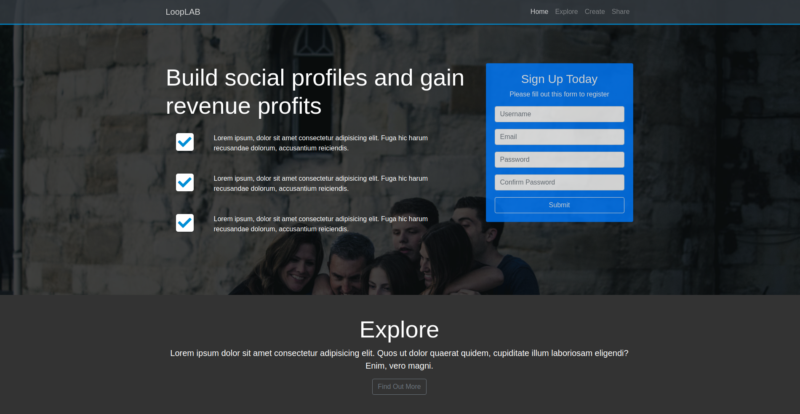 LoopLAB
Home Explore Create Share
Build social profiles and gain
revenue profits
Lorem ipsum, dolor sit amet consectetur adipisicing elit. Fuga hic harum
recusandae dolorum, accusantium reiciendis.
Lorem ipsum, dolor sit amet consectetur adipisicing elit. Fuga hic harum
recusandae dolorum, accusantium reiciendis.
Lorem ipsum, dolor sit amet consectetur adipisicing elit. Fuga hic harum
recusandae dolorum, accusantium reiciendis.
Sign Up Today
Please fill out this form to register
Username
Email
Password
Confirm Password
Submit
Explore
Lorem ipsum dolor sit amet consectetur adipisicing elit. Quos ut dolor quaerat quidem, cupiditate illum laboriosam eligendi?
Enim, vero magni.
Find Out More